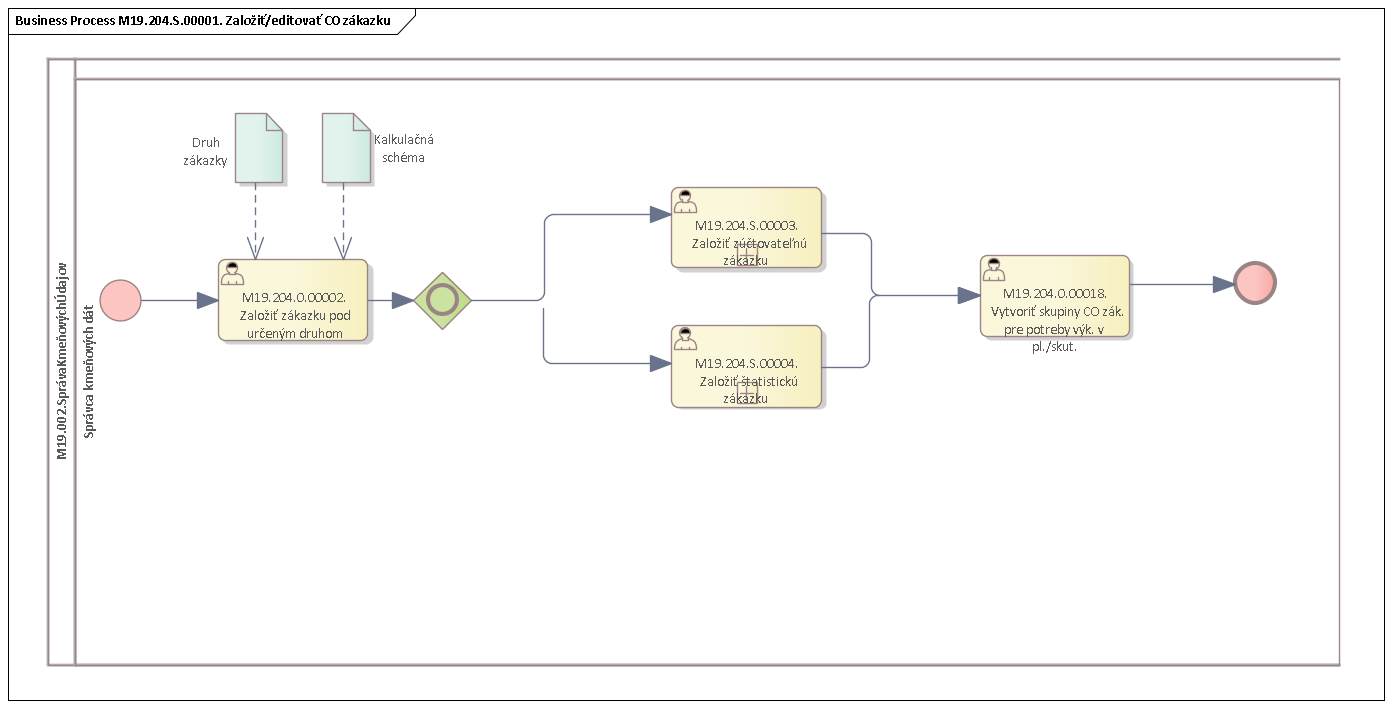 Business Process M19.204.S.00001. Založiť/editovať CO zákazku
M19.002.SprávaKmeňovýchÚdajov
Správca kmeňových dát
Druh
zákazky
Kalkulačná
schéma
M19.204.O.00002.
Založiť zákazku pod
určeným druhom
M19.204.S.00003.
Založiť zúčtovateľnú
zákazku
M19.204.S.00004.
Založiť štatistickú
zákazku
M19.204.O.00018.
Vytvoriť skupiny CO zák.
pre potreby výk. v
pl./skut.